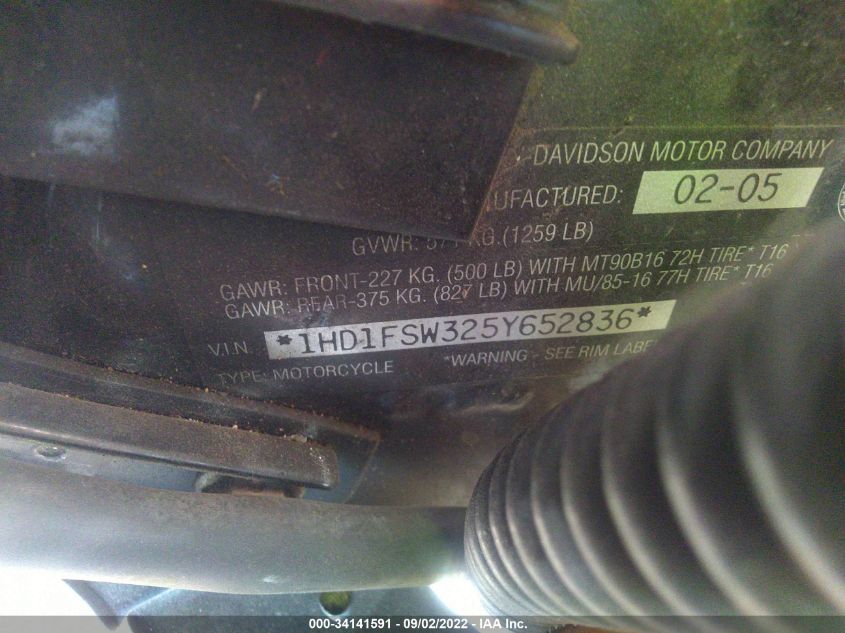 -DAVIDSON MOTOR COMPANY
UFACTURED: 02-05
GVWR: 571 KG.(1259 LB)
GAWR: FRONT-227 KG. (500 LB) WITH MT90B16 72H TIRE* T16
GAWR: REAR-375 KG. (827 LB) WITH MU/85-16 77H TIRE* T16
V.I.N. *1HD1FSW325Y652836*
TYPE: MOTORCYCLE *WARNING - SEE RIM LABE
000-34141591 - 09/02/2022 - IAA Inc.